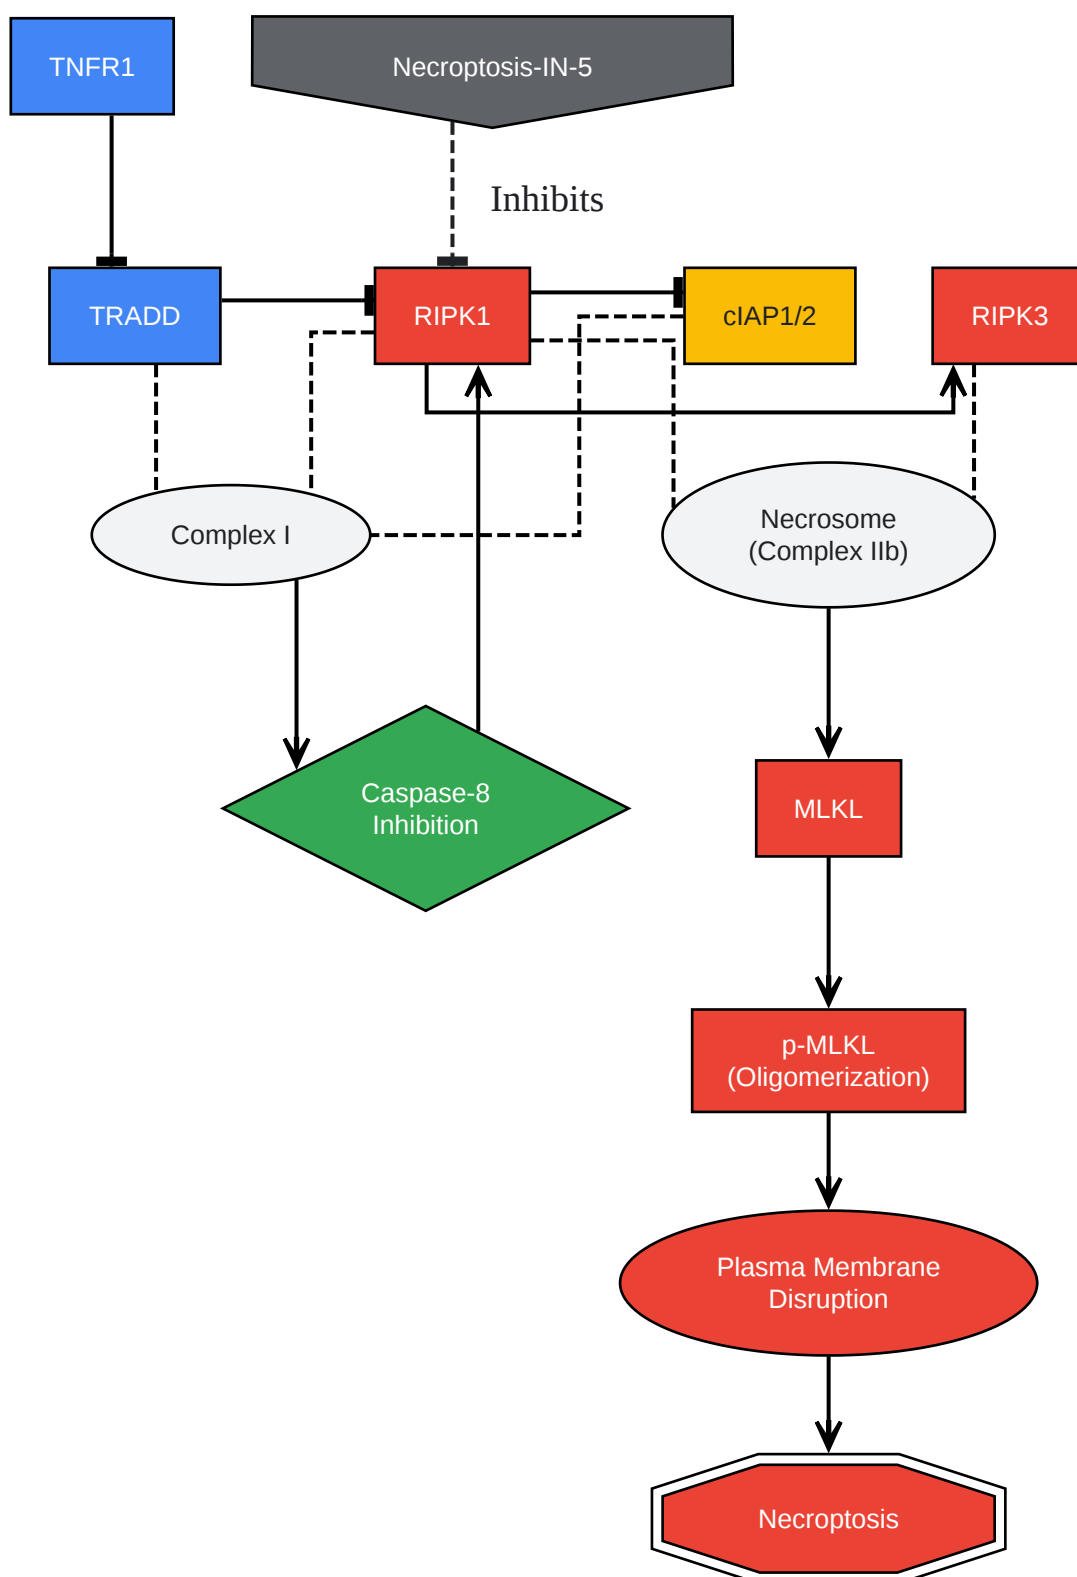 TNFR1
Necroptosis-IN-5
Inhibits
TRADD
RIPK1
cIAP1/2
RIPK3
Complex I
Necrosome
(Complex IIb)
Caspase-8
Inhibition
MLKL
p-MLKL
(Oligomerization)
Plasma Membrane
Disruption
Necroptosis